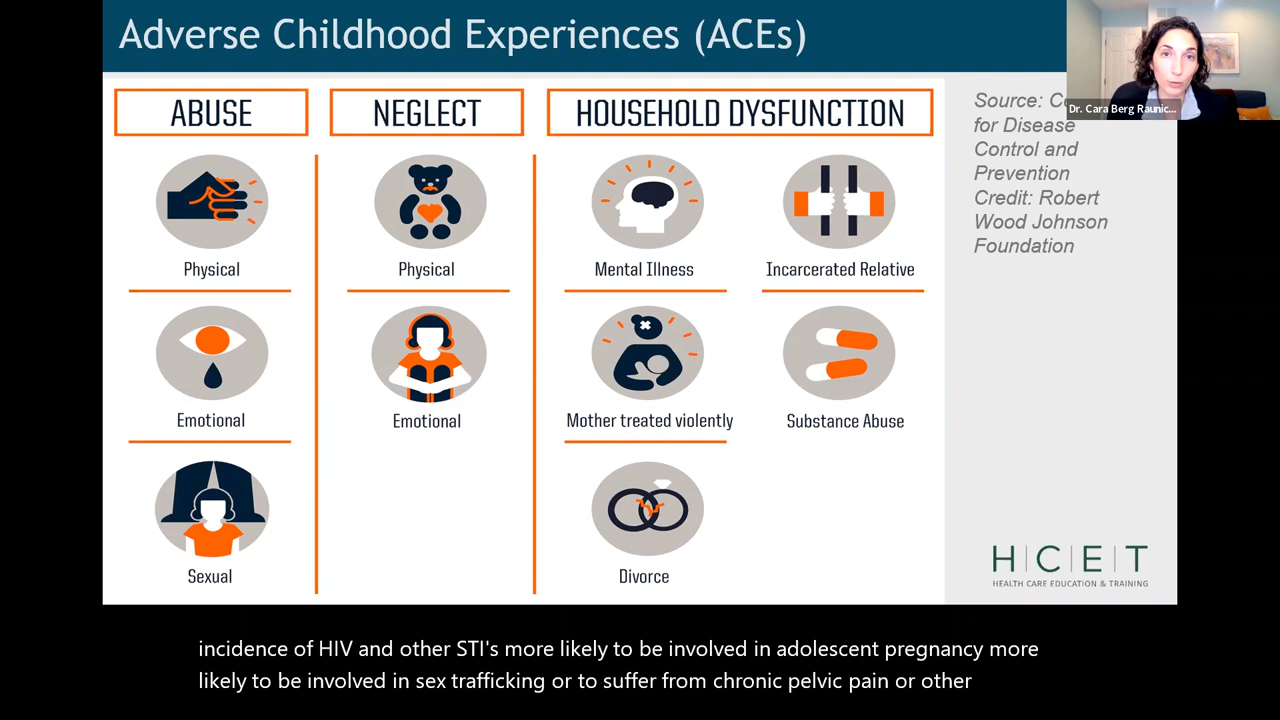 Adverse Childhood Experiences (ACEs)
ABUSE
NEGLECT
HOUSEHOLD DYSFUNCTION
Physical
Physical
Mental Illness
Incarcerated Relative
Emotional
Emotional
Mother treated violently
Substance Abuse
Sexual
Divorce
Source:
for Disease
Control and
Prevention
Credit: Robert
Wood Johnson
Foundation
Dr. Cara Berg Raunic...
HCET
HEALTH CARE EDUCATION & TRAINING
incidence of HIV and other STI's more likely to be involved in adolescent pregnancy more
likely to be involved in sex trafficking or to suffer from chronic pelvic pain or other